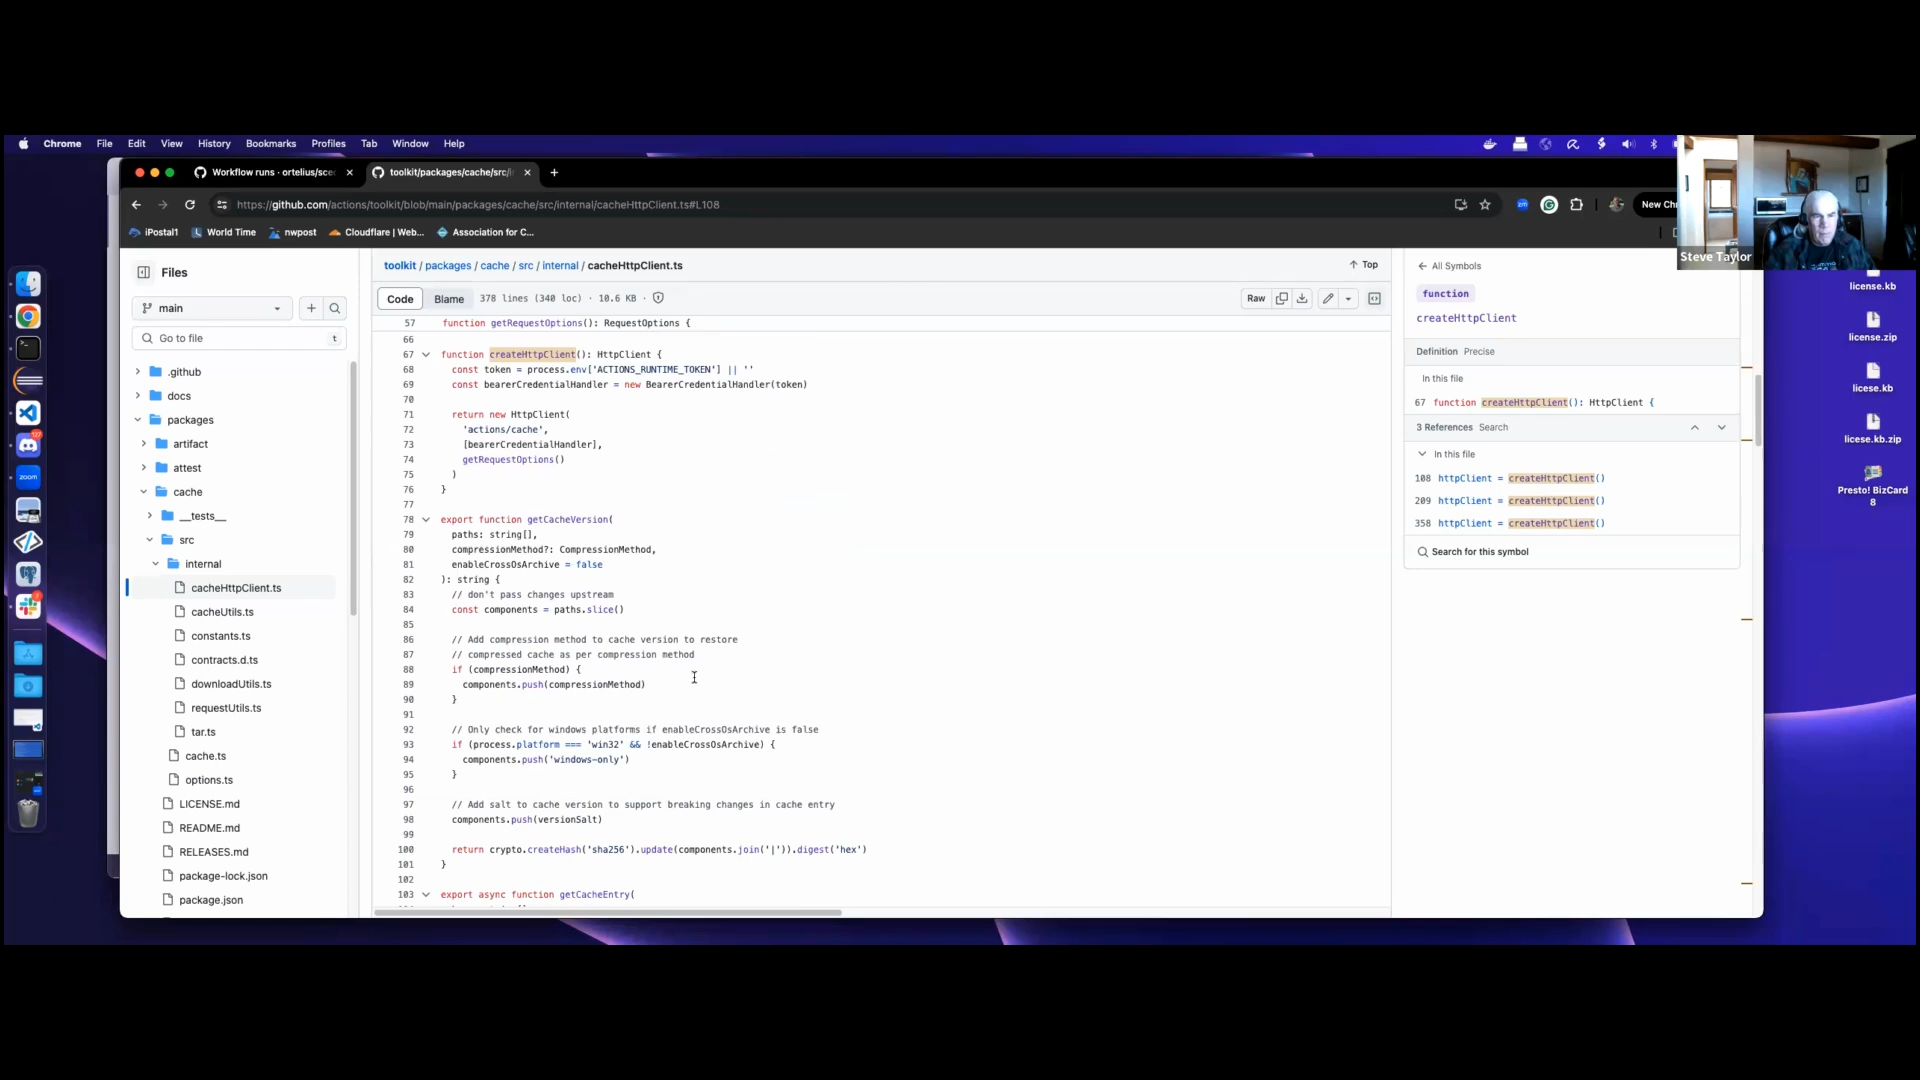 Chrome File Edit View History Bookmarks Profiles Tab Window Help
Workflow runs · ortelius/sce
toolkit/packages/cache/src/i
https://github.com/actions/toolkit/blob/main/packages/cache/src/internal/cacheHttpClient.ts#L108
New Ch
iPostal1 World Time nwpost Cloudflare | Web... Association for C...
Steve Taylor
Files
main
Go to file
t
.github
docs
packages
artifact
attest
cache
__tests__
src
internal
cacheHttpClient.ts
cacheUtils.ts
constants.ts
contracts.d.ts
downloadUtils.ts
requestUtils.ts
tar.ts
cache.ts
options.ts
LICENSE.md
README.md
RELEASES.md
package-lock.json
package.json
toolkit / packages / cache / src / internal / cacheHttpClient.ts
Top
Code Blame 378 lines (340 loc) · 10.6 KB
Raw
57 function getRequestOptions(): RequestOptions {
66
67 function createHttpClient(): HttpClient {
68 const token = process.env['ACTIONS_RUNTIME_TOKEN'] || ''
69 const bearerCredentialHandler = new BearerCredentialHandler(token)
70
71 return new HttpClient(
72 'actions/cache',
73 [bearerCredentialHandler],
74 getRequestOptions()
75 )
76 }
77
78 export function getCacheVersion(
79 paths: string[],
80 compressionMethod?: CompressionMethod,
81 enableCrossOsArchive = false
82 ): string {
83 // don't pass changes upstream
84 const components = paths.slice()
85
86 // Add compression method to cache version to restore
87 // compressed cache as per compression method
88 if (compressionMethod) {
89 components.push(compressionMethod)
90 }
91
92 // Only check for windows platforms if enableCrossOsArchive is false
93 if (process.platform === 'win32' && !enableCrossOsArchive) {
94 components.push('windows-only')
95 }
96
97 // Add salt to cache version to support breaking changes in cache entry
98 components.push(versionSalt)
99
100 return crypto.createHash('sha256').update(components.join('|')).digest('hex')
101 }
102
103 export async function getCacheEntry(
All Symbols
function
createHttpClient
Definition Precise
In this file
67 function createHttpClient(): HttpClient {
3 References Search
In this file
108 httpClient = createHttpClient()
209 httpClient = createHttpClient()
358 httpClient = createHttpClient()
Search for this symbol
license.kb
license.zip
licese.kb
licese.kb.zip
Presto! BizCard
8
zoom